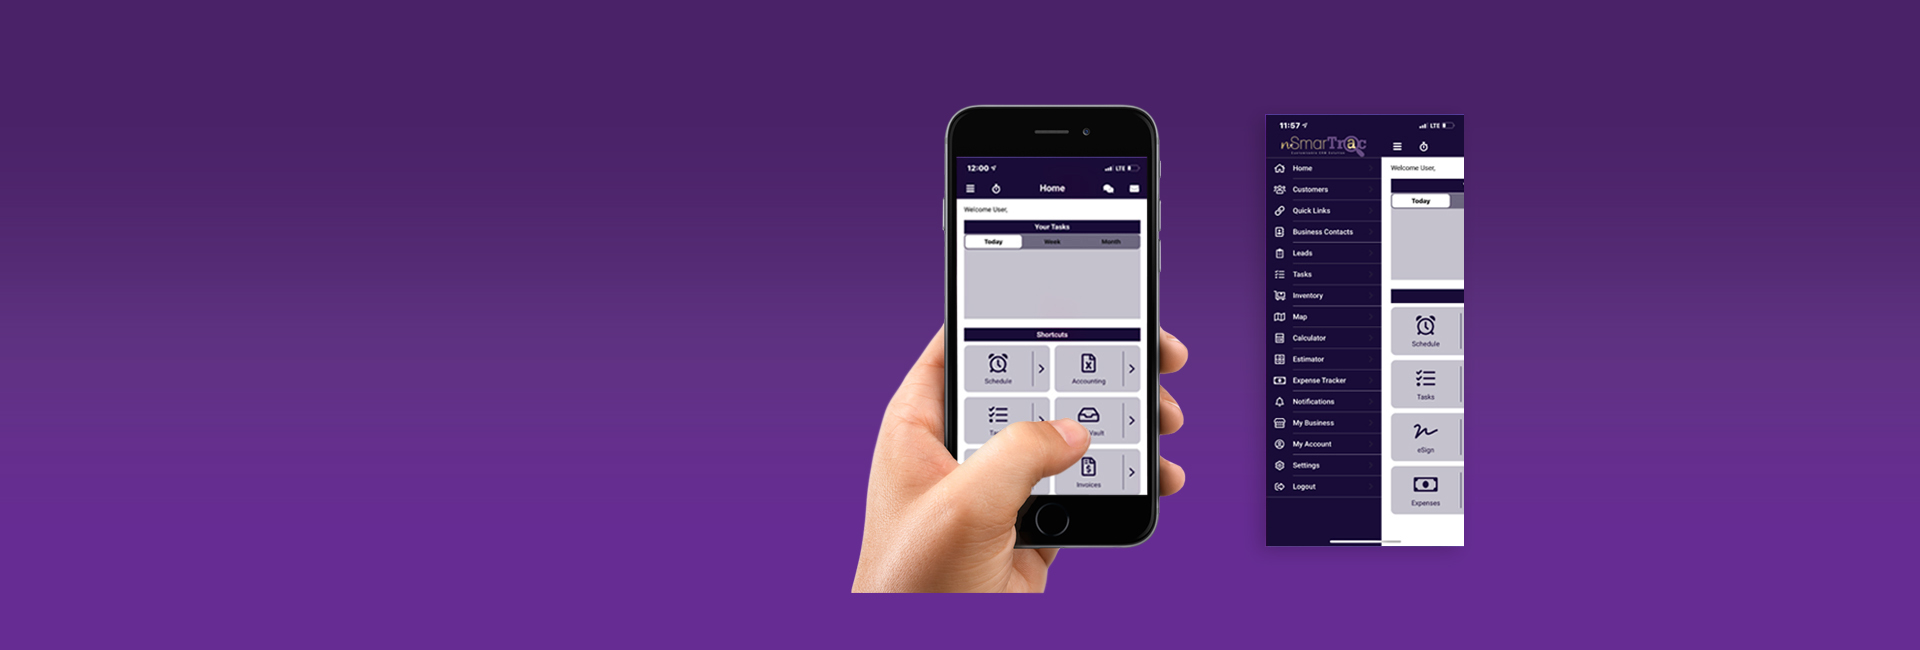 12:00
LTE
Home
Welcome User,
Your Tasks
Today Week Month
Shortcuts
Schedule
Accounting
Vault
Invoices
11:57
LTE
nSmarTrac
Welcome User,
Today
Home
Customers
Quick Links
Business Contacts
Leads
Tasks
Inventory
Map
Calculator
Estimator
Expense Tracker
Notifications
My Business
My Account
Settings
Logout
Schedule
Tasks
eSign
Expenses